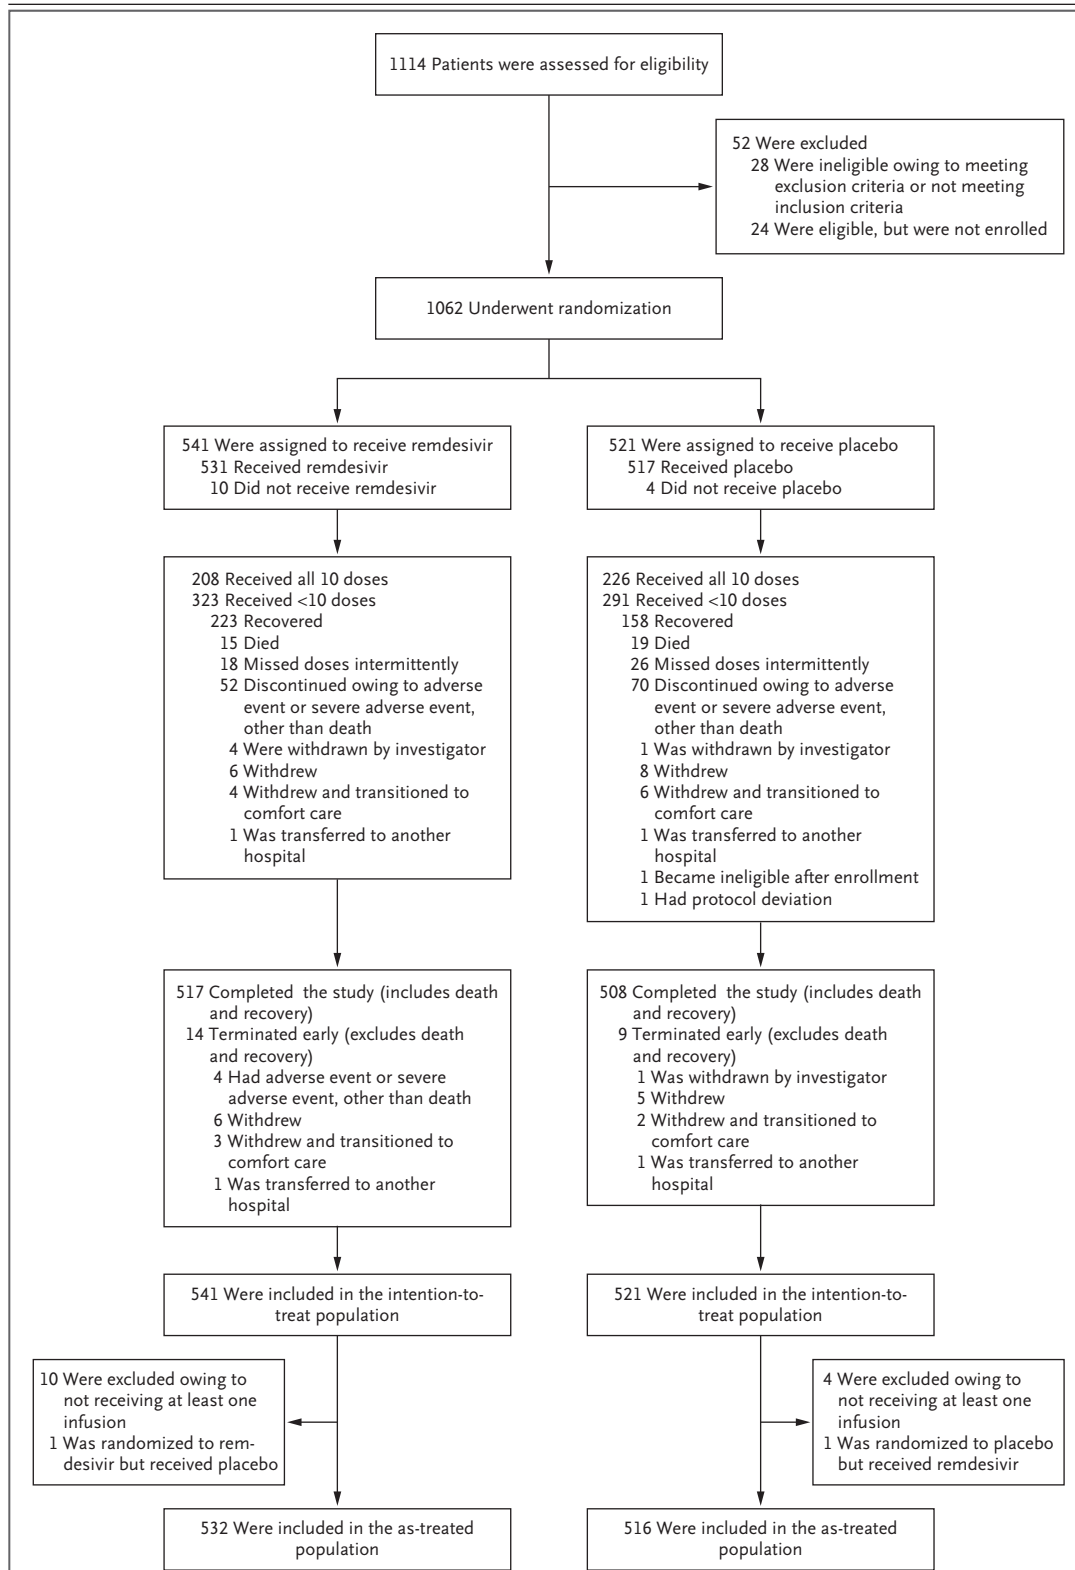 1114 Patients were assessed for eligibility
52 Were excluded
28 Were ineligible owing to meeting
exclusion criteria or not meeting
inclusion criteria
24 Were eligible, but were not enrolled
1062 Underwent randomization
541 Were assigned to receive remdesivir
531 Received remdesivir
10 Did not receive remdesivir
521 Were assigned to receive placebo
517 Received placebo
4 Did not receive placebo
208 Received all 10 doses
323 Received <10 doses
223 Recovered
15 Died
18 Missed doses intermittently
52 Discontinued owing to adverse
event or severe adverse event,
other than death
4 Were withdrawn by investigator
6 Withdrew
4 Withdrew and transitioned to
comfort care
1 Was transferred to another
hospital
226 Received all 10 doses
291 Received <10 doses
158 Recovered
19 Died
26 Missed doses intermittently
70 Discontinued owing to adverse
event or severe adverse event,
other than death
1 Was withdrawn by investigator
8 Withdrew
6 Withdrew and transitioned to
comfort care
1 Was transferred to another
hospital
1 Became ineligible after enrollment
1 Had protocol deviation
517 Completed the study (includes death
and recovery)
14 Terminated early (excludes death
and recovery)
4 Had adverse event or severe
adverse event, other than death
6 Withdrew
3 Withdrew and transitioned to
comfort care
1 Was transferred to another
hospital
508 Completed the study (includes death
and recovery)
9 Terminated early (excludes death
and recovery)
1 Was withdrawn by investigator
5 Withdrew
2 Withdrew and transitioned to
comfort care
1 Was transferred to another
hospital
541 Were included in the intention-to-
treat population
521 Were included in the intention-to-
treat population
10 Were excluded owing to
not receiving at least one
infusion
1 Was randomized to rem-
desivir but received placebo
4 Were excluded owing to
not receiving at least one
infusion
1 Was randomized to placebo
but received remdesivir
532 Were included in the as-treated
population
516 Were included in the as-treated
population